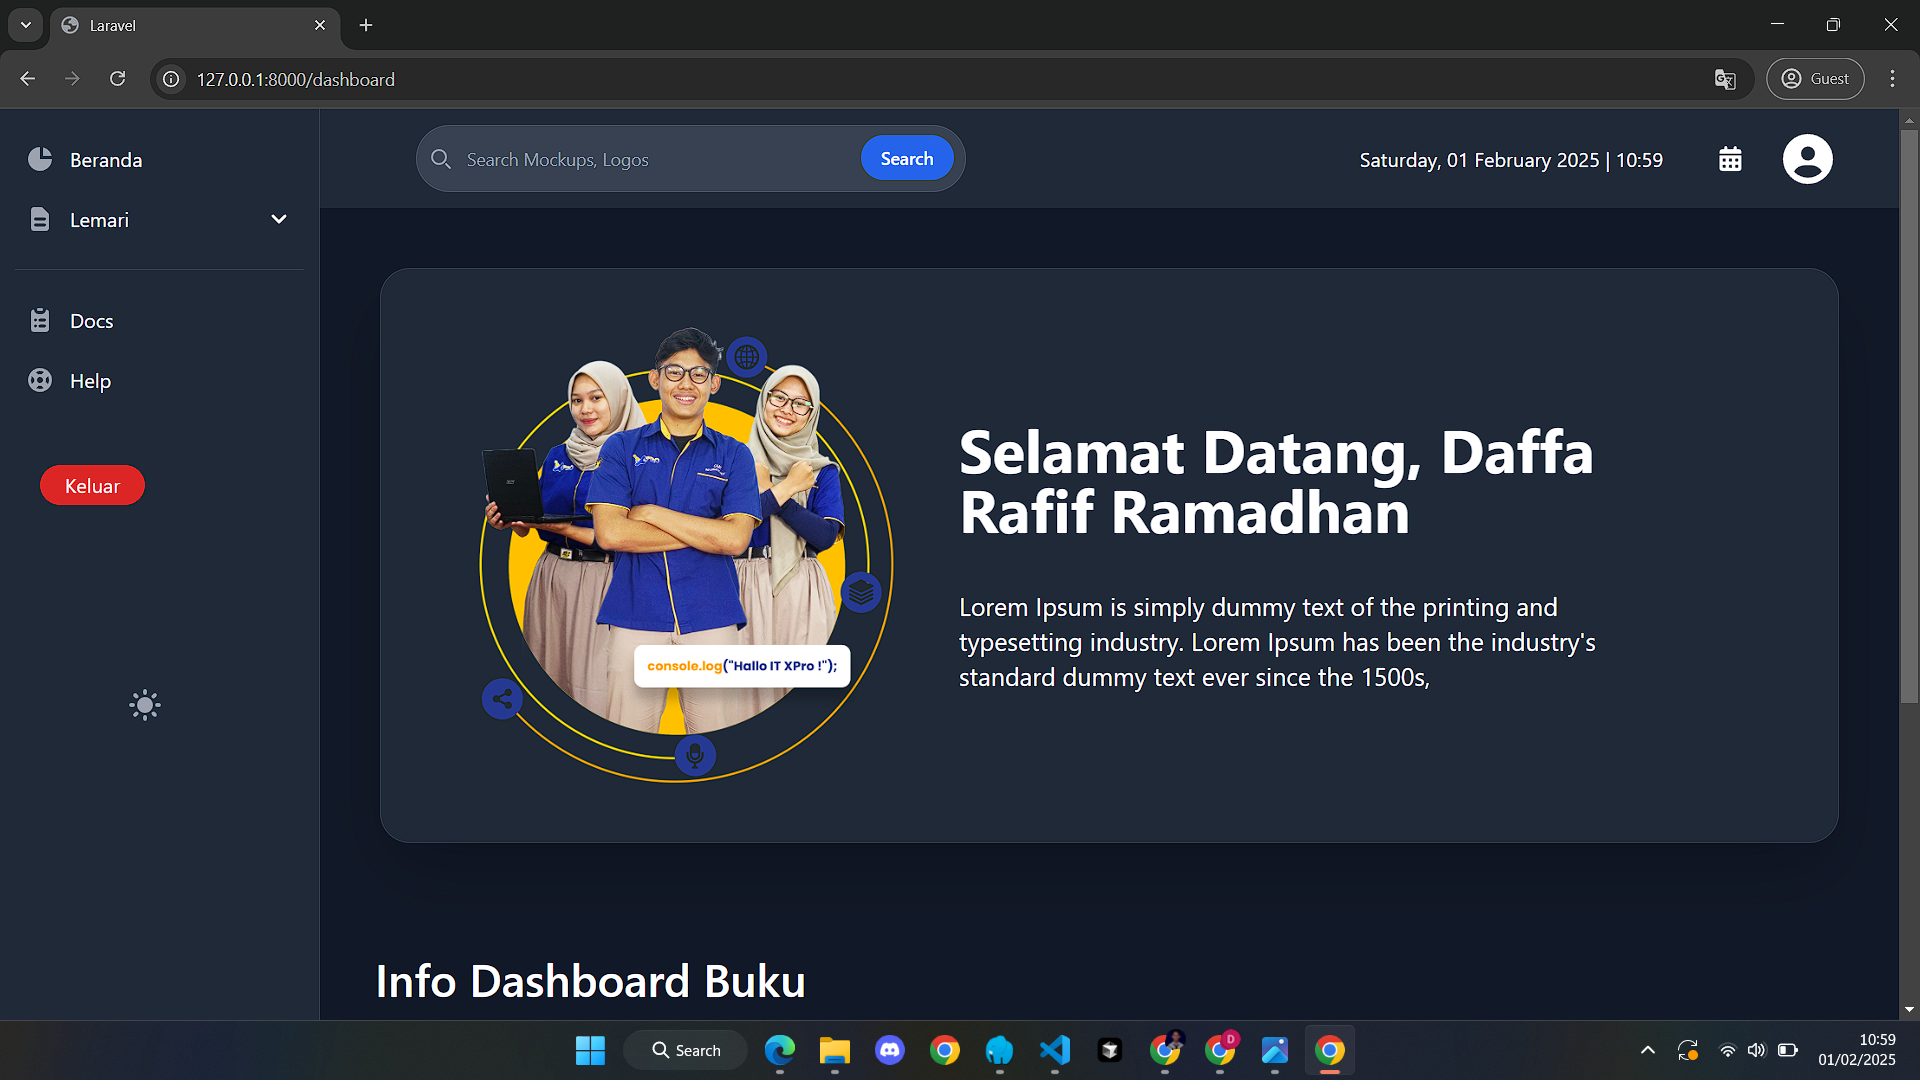 Laravel
127.0.0.1:8000/dashboard
Guest
Beranda
Lemari
Docs
Help
Keluar
Search Mockups, Logos
Search
Saturday, 01 February 2025 | 10:59
console.log("Hallo IT XPro !");
Selamat Datang, Daffa
Rafif Ramadhan
Lorem Ipsum is simply dummy text of the printing and
typesetting industry. Lorem Ipsum has been the industry's
standard dummy text ever since the 1500s,
Info Dashboard Buku
Search
D
10:59
01/02/2025